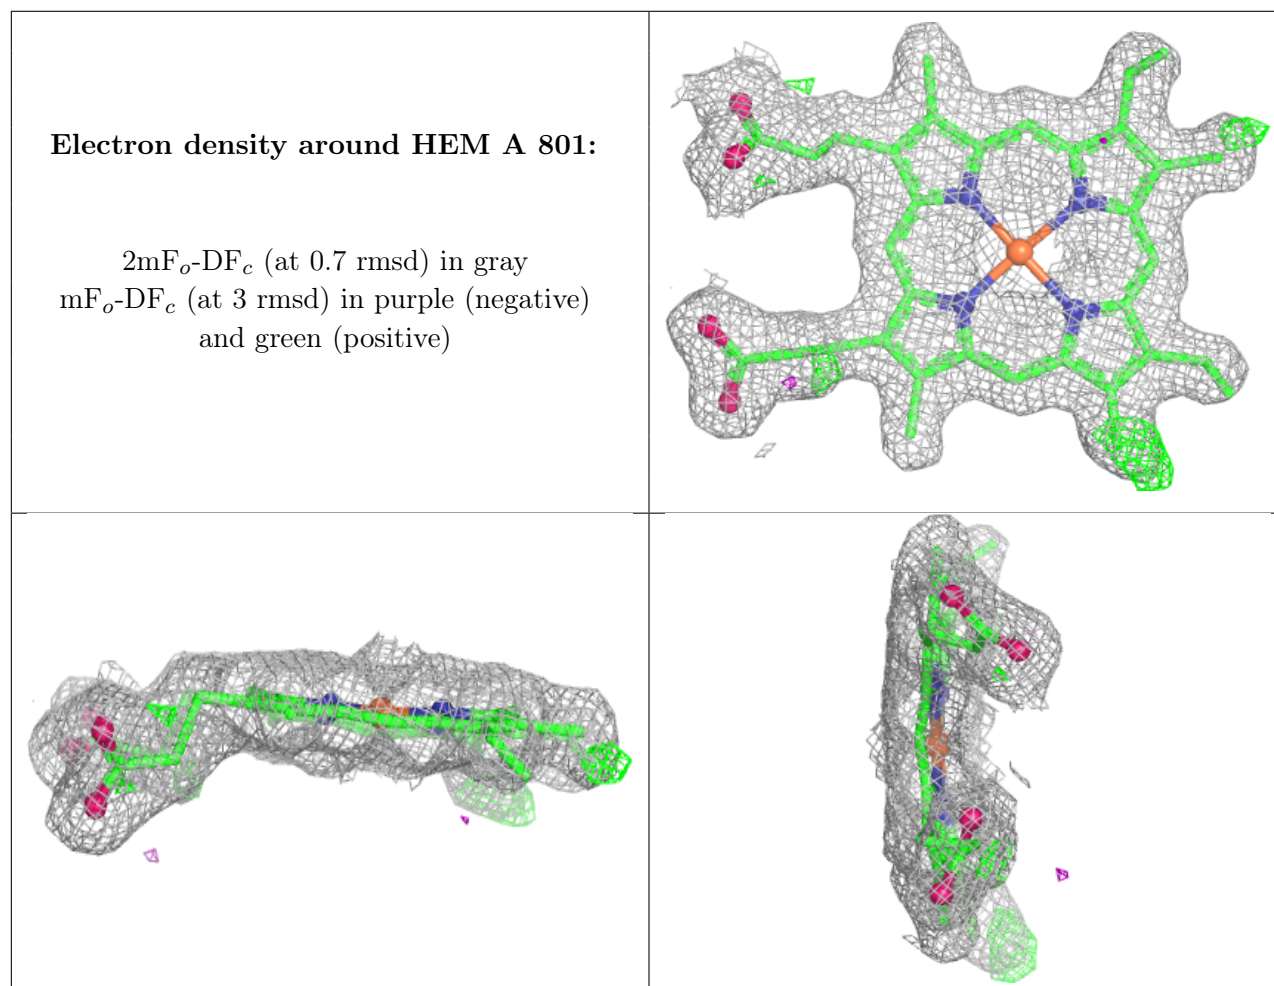 Electron density around HEM A 801:
2mFo-DFc (at 0.7 rmsd) in gray
mFo-DFc (at 3 rmsd) in purple (negative)
and green (positive)